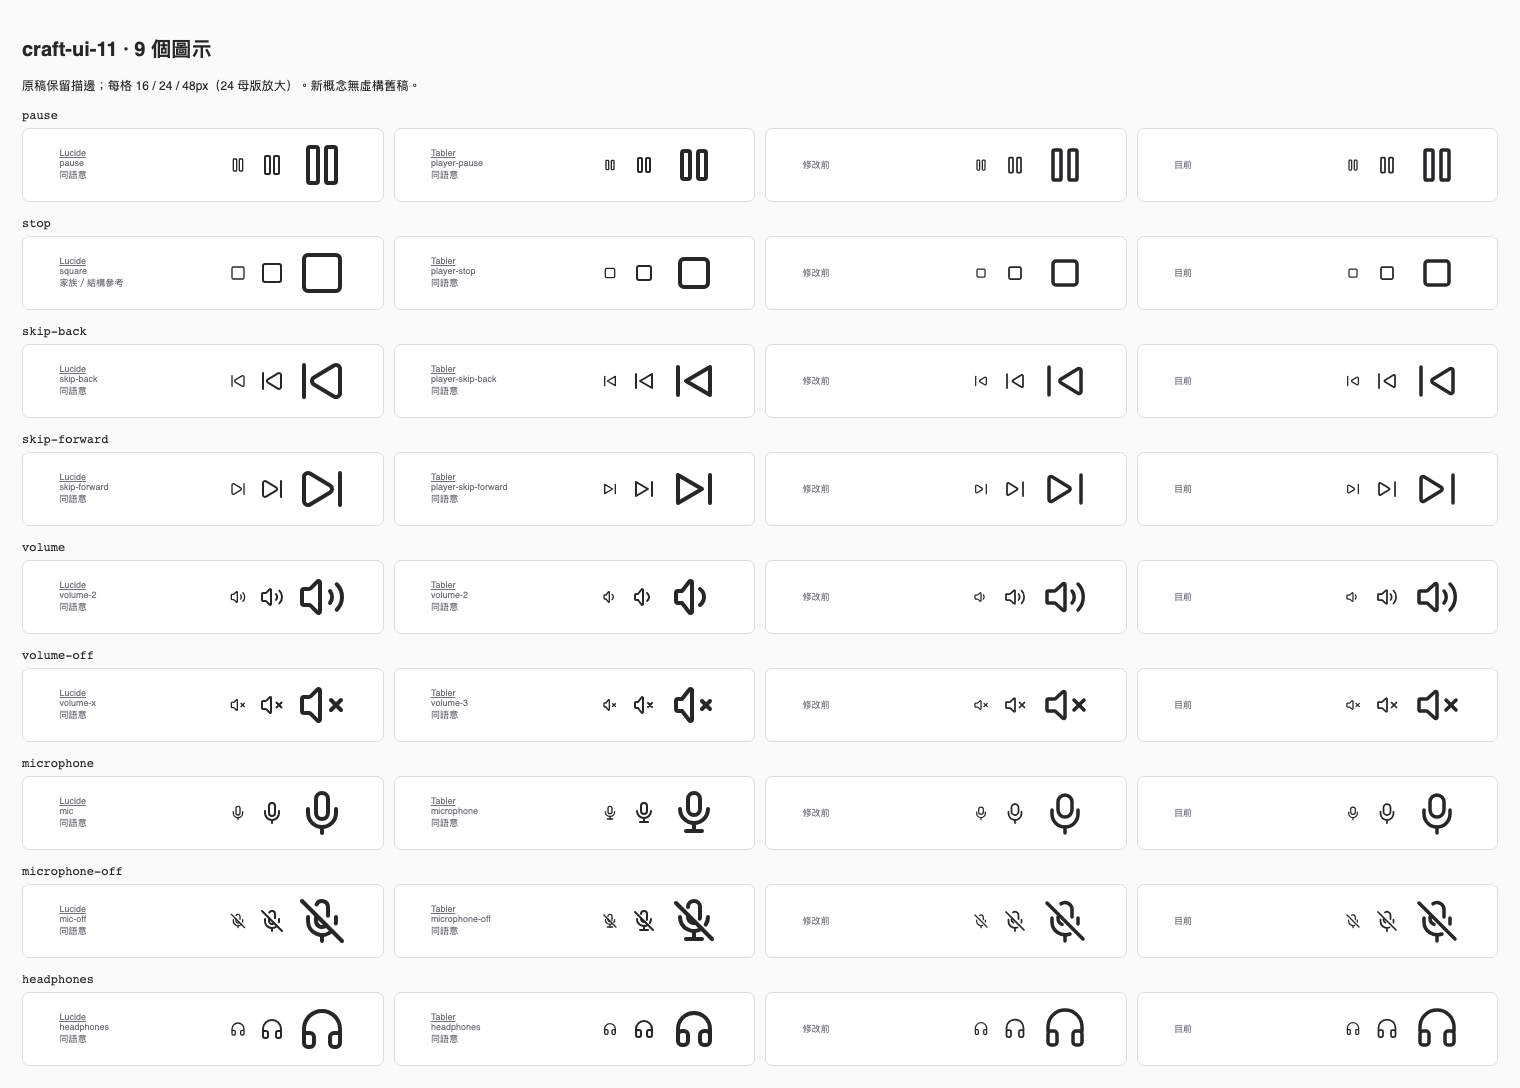 craft-ui-11 · 9 個圖示
原稿保留描邊；每格 16 / 24 / 48px（24 母版放大）。新概念無虛構舊稿。
pause
Lucide
pause
同語意
Tabler
player-pause
同語意
修改前
目前
stop
Lucide
square
家族 / 結構參考
Tabler
player-stop
同語意
修改前
目前
skip-back
Lucide
skip-back
同語意
Tabler
player-skip-back
同語意
修改前
目前
skip-forward
Lucide
skip-forward
同語意
Tabler
player-skip-forward
同語意
修改前
目前
volume
Lucide
volume-2
同語意
Tabler
volume-2
同語意
修改前
目前
volume-off
Lucide
volume-x
同語意
Tabler
volume-3
同語意
修改前
目前
microphone
Lucide
mic
同語意
Tabler
microphone
同語意
修改前
目前
microphone-off
Lucide
mic-off
同語意
Tabler
microphone-off
同語意
修改前
目前
headphones
Lucide
headphones
同語意
Tabler
headphones
同語意
修改前
目前